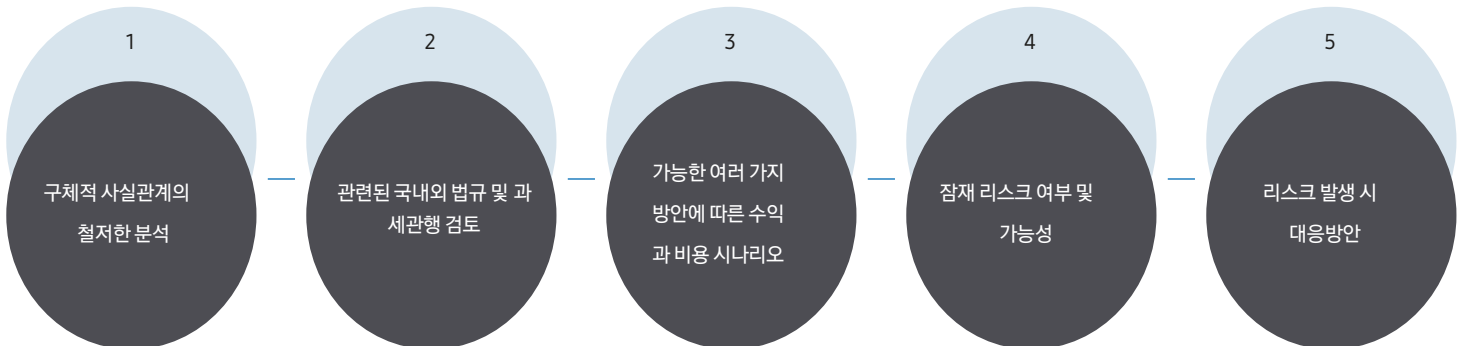 1
구체적 사실관계의
철저한 분석
2
관련된 국내외 법규 및 과
세관행 검토
3
가능한 여러 가지
방안에 따른 수익
과 비용 시나리오
4
잠재 리스크 여부 및
가능성
5
리스크 발생 시
대응방안